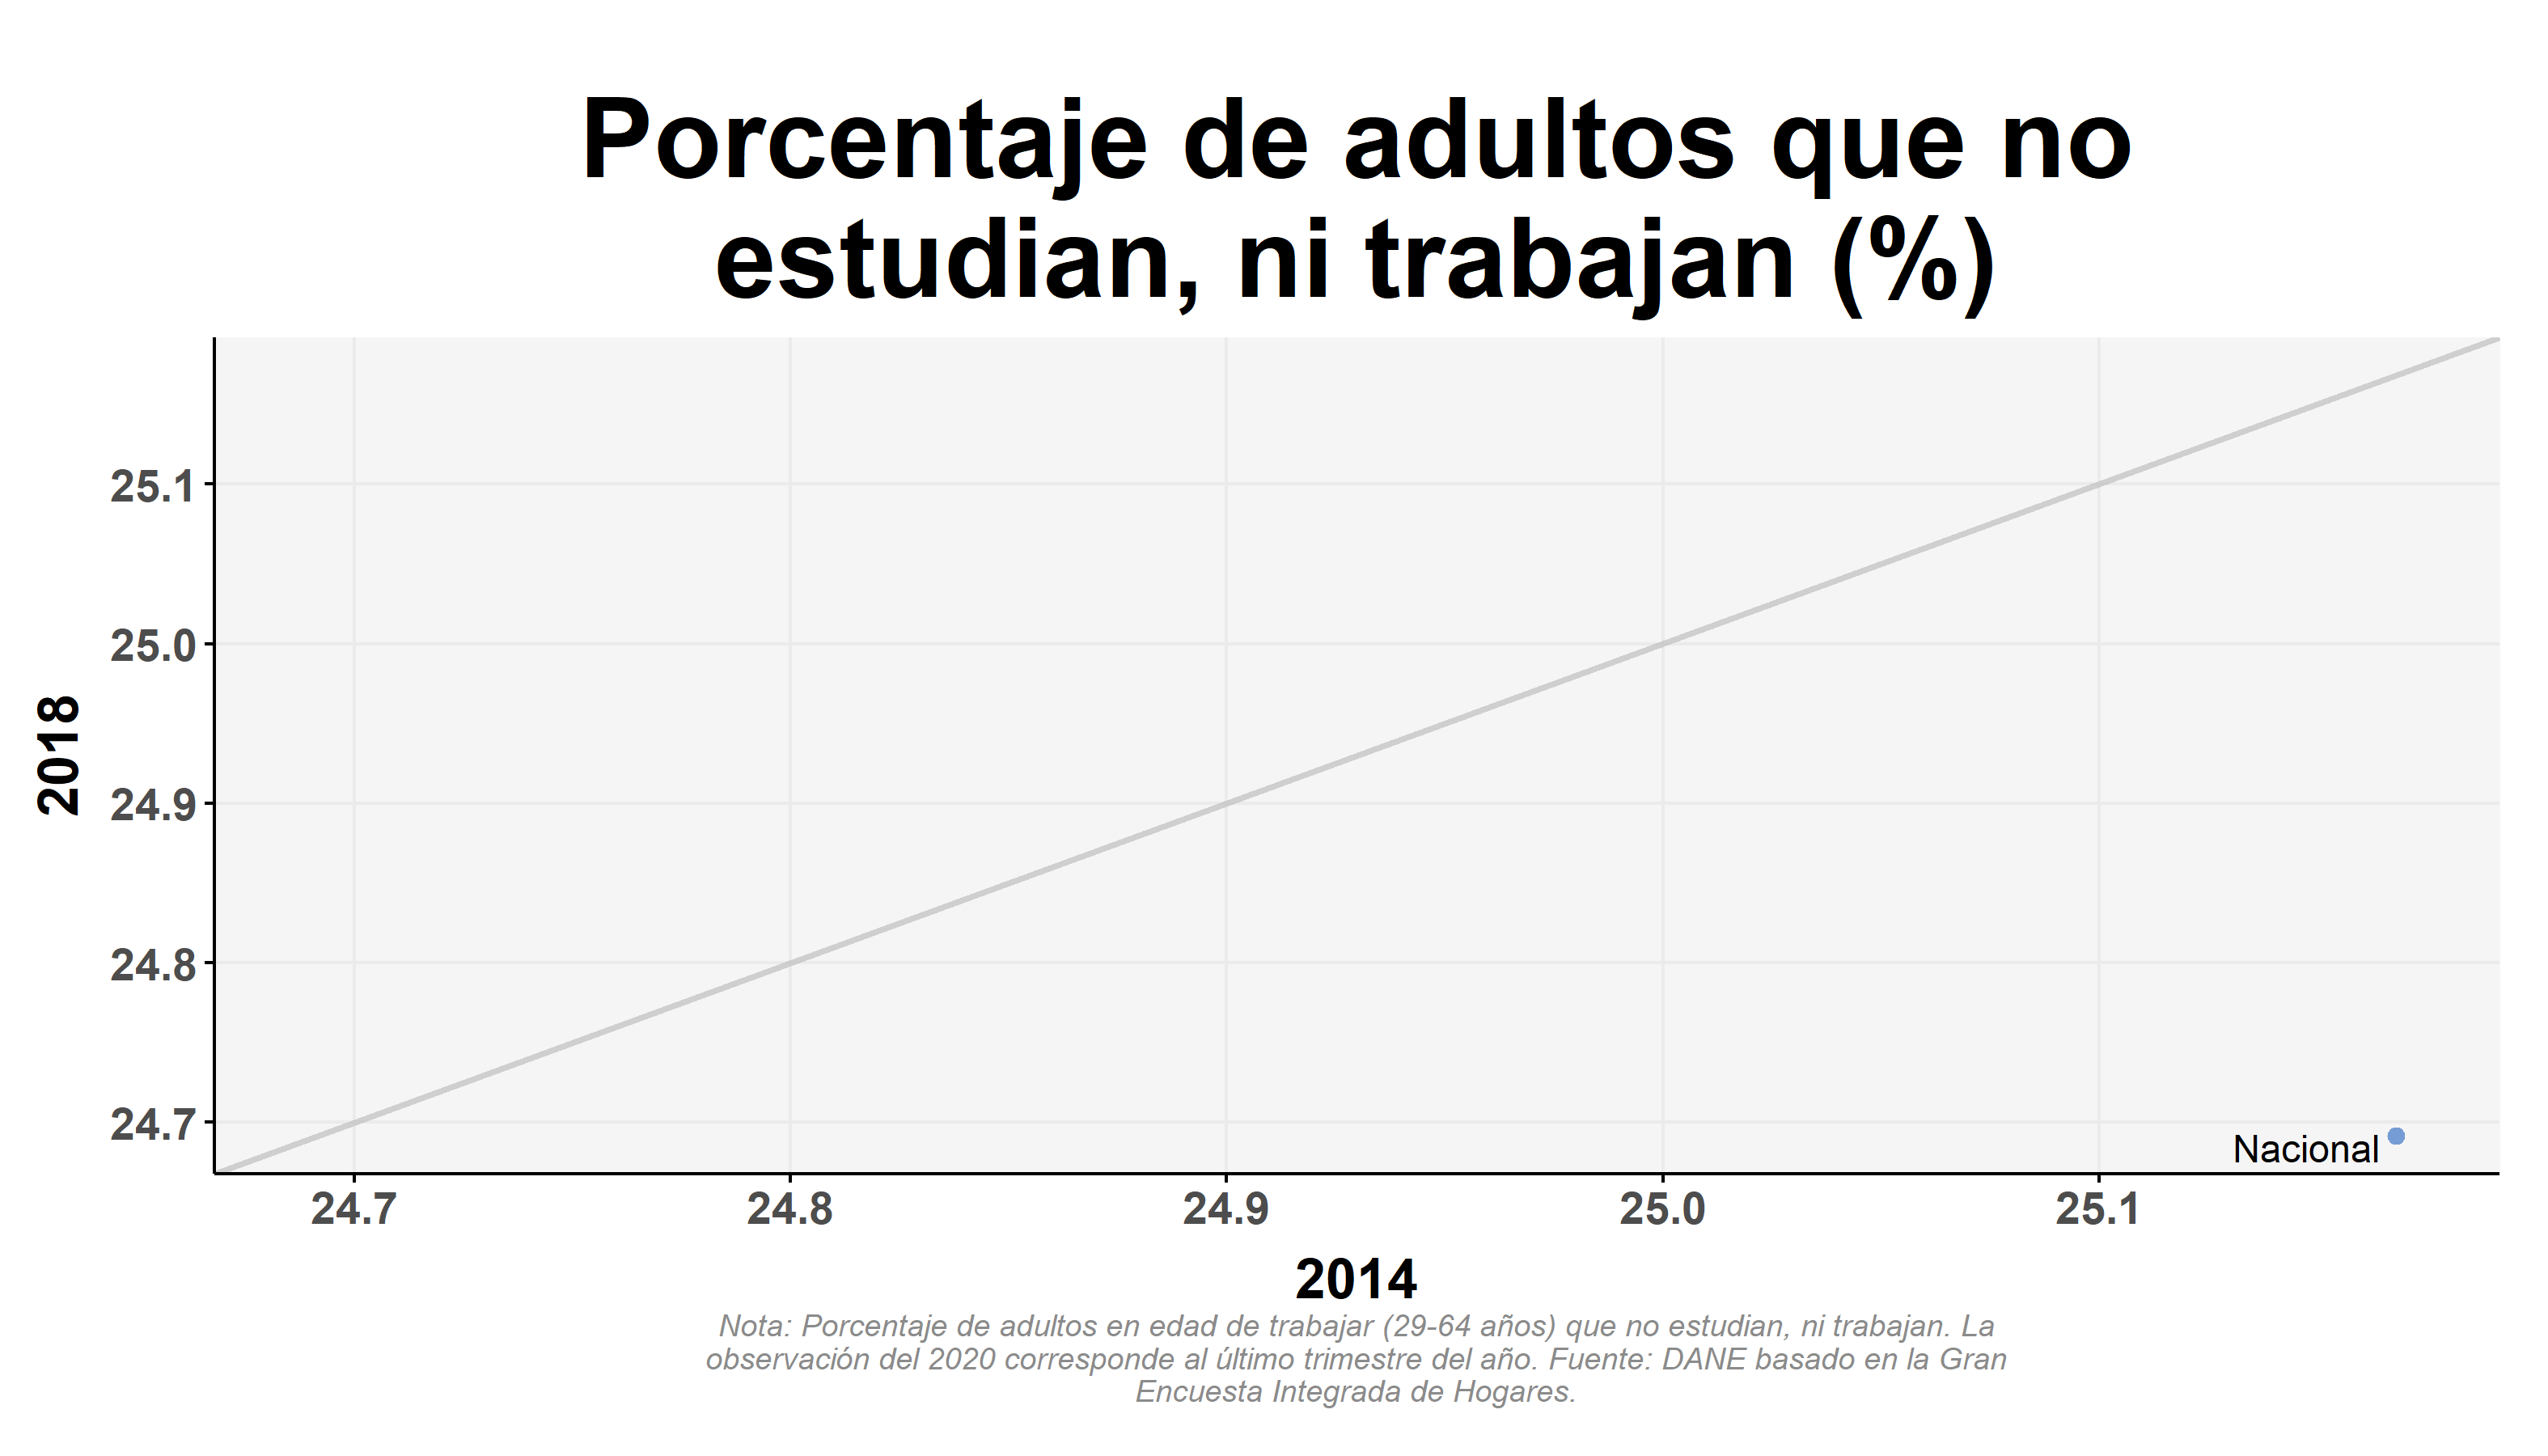 Porcentaje de adultos que no
estudian, ni trabajan (%)
25.1
25.0
24.9
24.8
24.7
2018
Nacional
24.7
24.8
24.9
25.0
25.1
2014
Nota: Porcentaje de adultos en edad de trabajar (29-64 años) que no estudian, ni trabajan. La
observación del 2020 corresponde al último trimestre del año. Fuente: DANE basado en la Gran
Encuesta Integrada de Hogares.